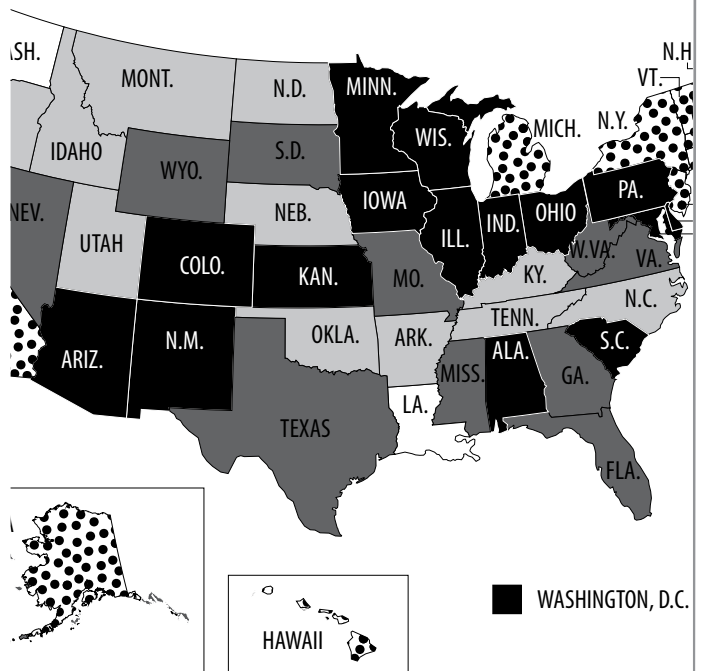 N.H
VT.
ASH.
MONT.
N.D.
MINN.
MICH.
N.Y.
WIS.
IDAHO
WYO.
S.D.
IOWA
PA.
NEV.
NEB.
ILL.
IND.
OHIO
UTAH
COLO.
KAN.
MO.
KY.
W.VA.
VA.
N.C.
ARIZ.
N.M.
OKLA.
ARK.
TENN.
S.C.
ALA.
MISS.
GA.
LA.
TEXAS
FLA.
WASHINGTON, D.C.
HAWAII